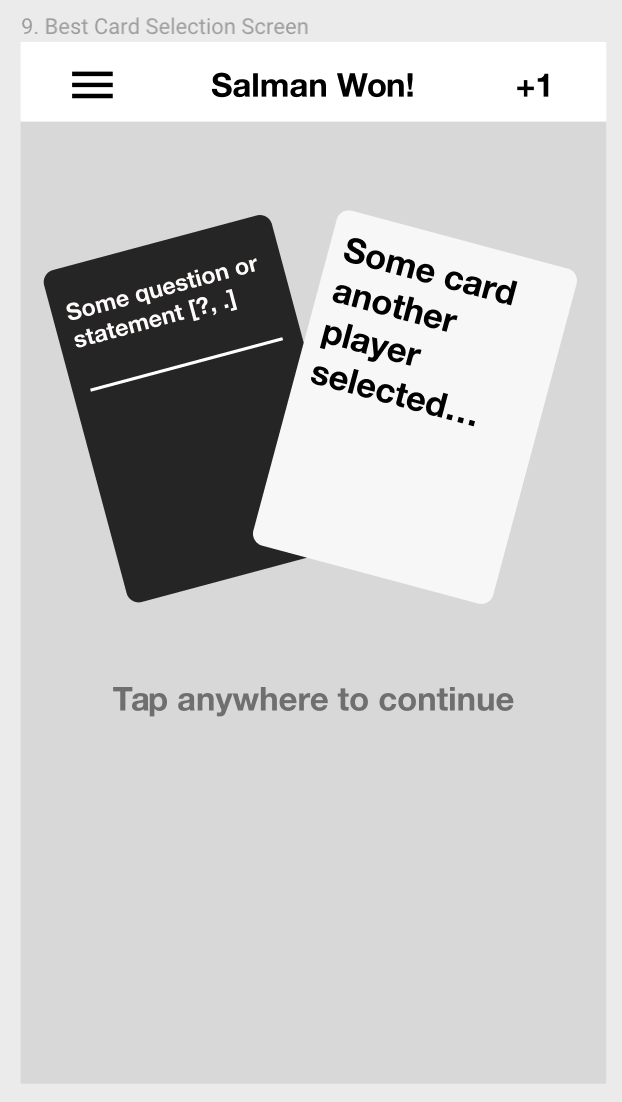 9. Best Card Selection Screen
Salman Won!
+1
Some question or
statement [?, .]
Some card
another
player
selected...
Tap anywhere to continue